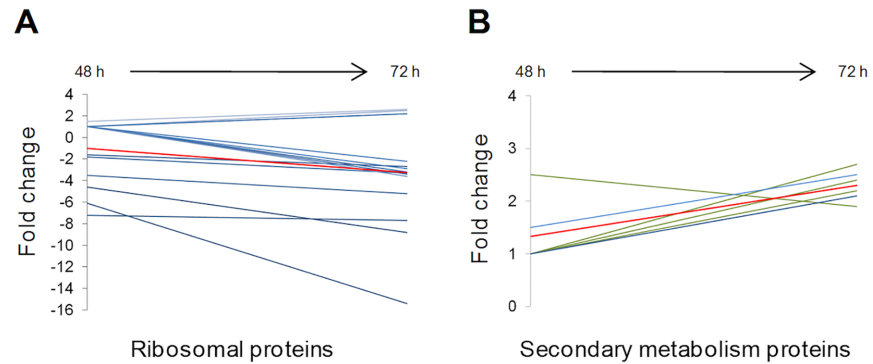 A
B
48 h
72 h
48 h
72 h
Fold change
4
2
0
-2
-4
-6
-8
-10
-12
-14
-16
Fold change
4
3
2
1
0
Ribosomal proteins
Secondary metabolism proteins